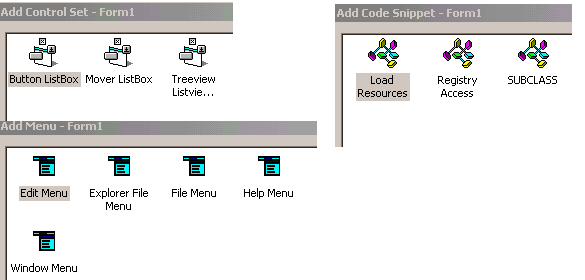 Add Control Set - Form1
Button ListBox Mover ListBox Treeview
Listvie...
Add Code Snippet - Form1
Load Registry SUBCLASS
Resources Access
Add Menu - Form1
Edit Menu Explorer File File Menu Help Menu
Menu
Window Menu